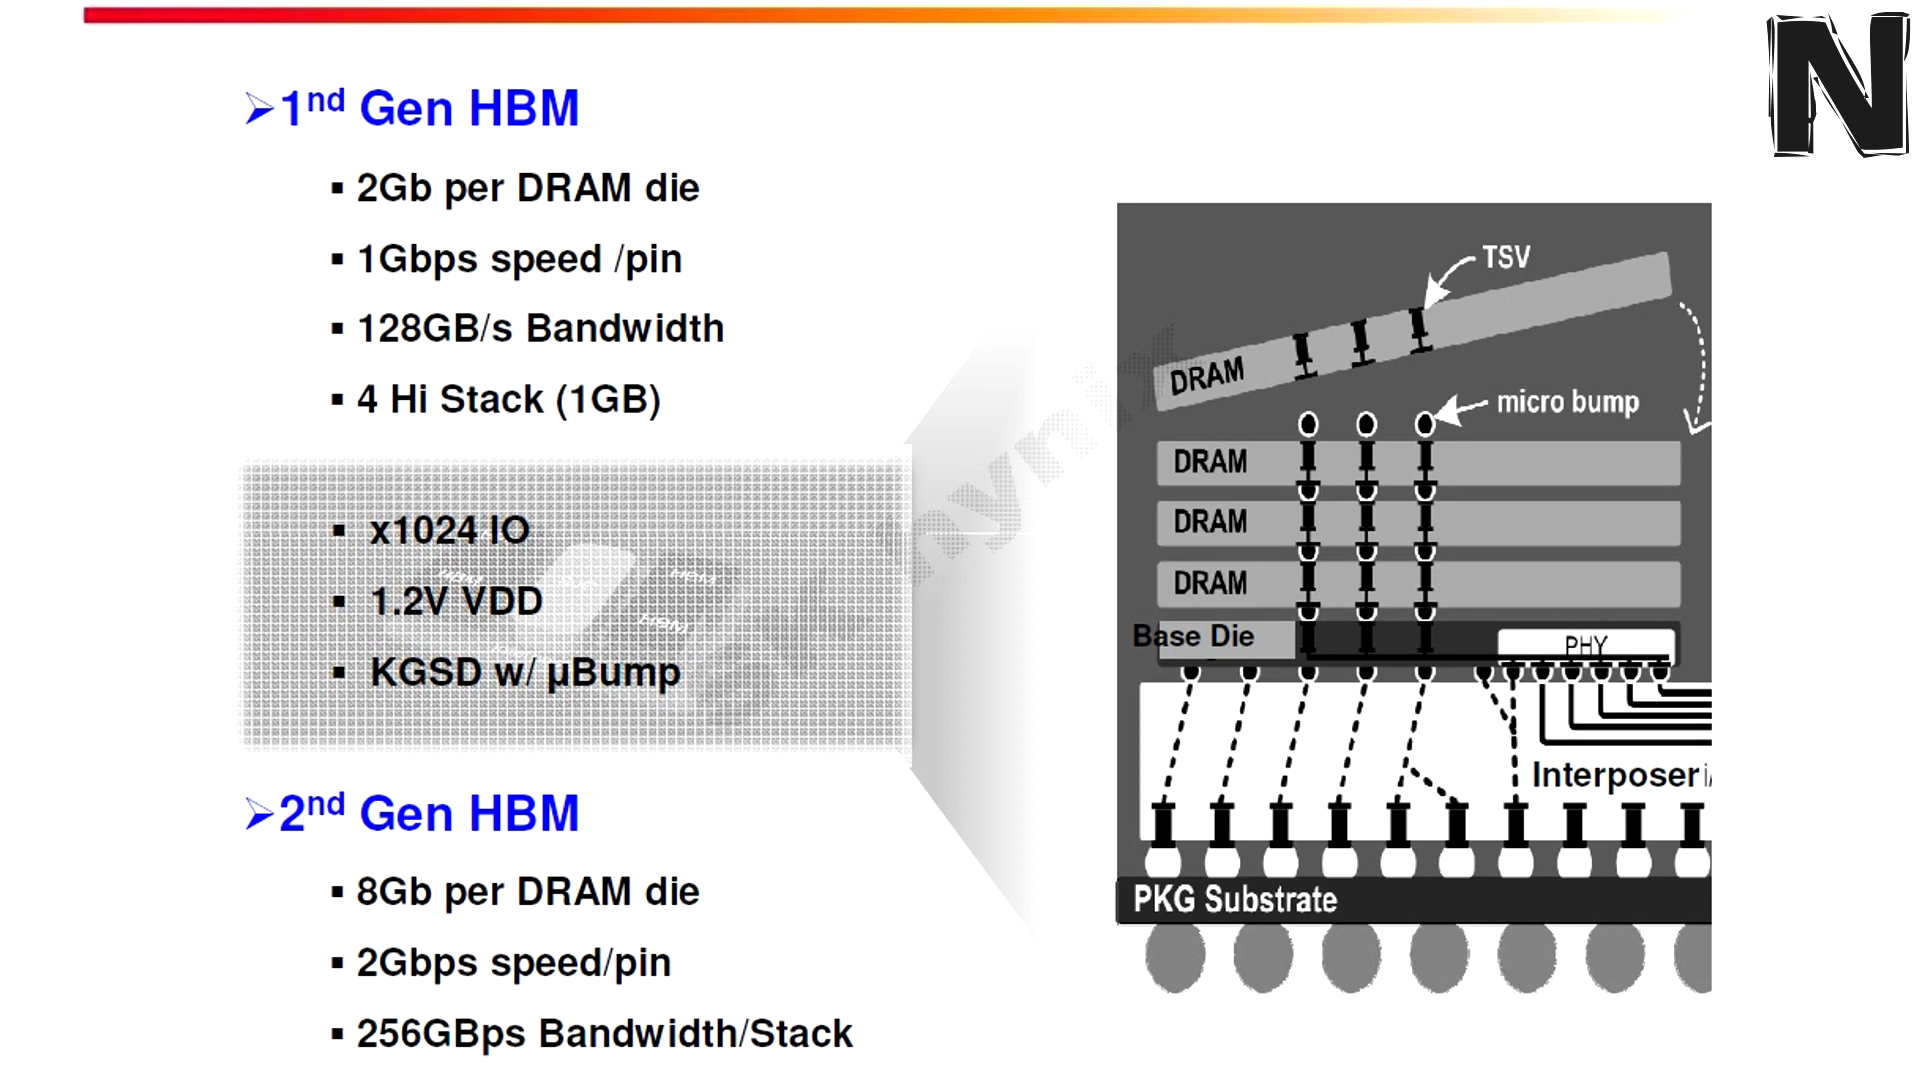 N
➢1nd Gen HBM
▪ 2Gb per DRAM die
▪ 1Gbps speed /pin
▪ 128GB/s Bandwidth
▪ 4 Hi Stack (1GB)
▪ x1024 IO
▪ 1.2V VDD
▪ KGSD w/ µBump
➢2nd Gen HBM
▪ 8Gb per DRAM die
▪ 2Gbps speed/pin
▪ 256GBps Bandwidth/Stack
TSV
DRAM
micro bump
DRAM
DRAM
DRAM
Base Die
PHY
Interposer
PKG Substrate
HBM
HBM